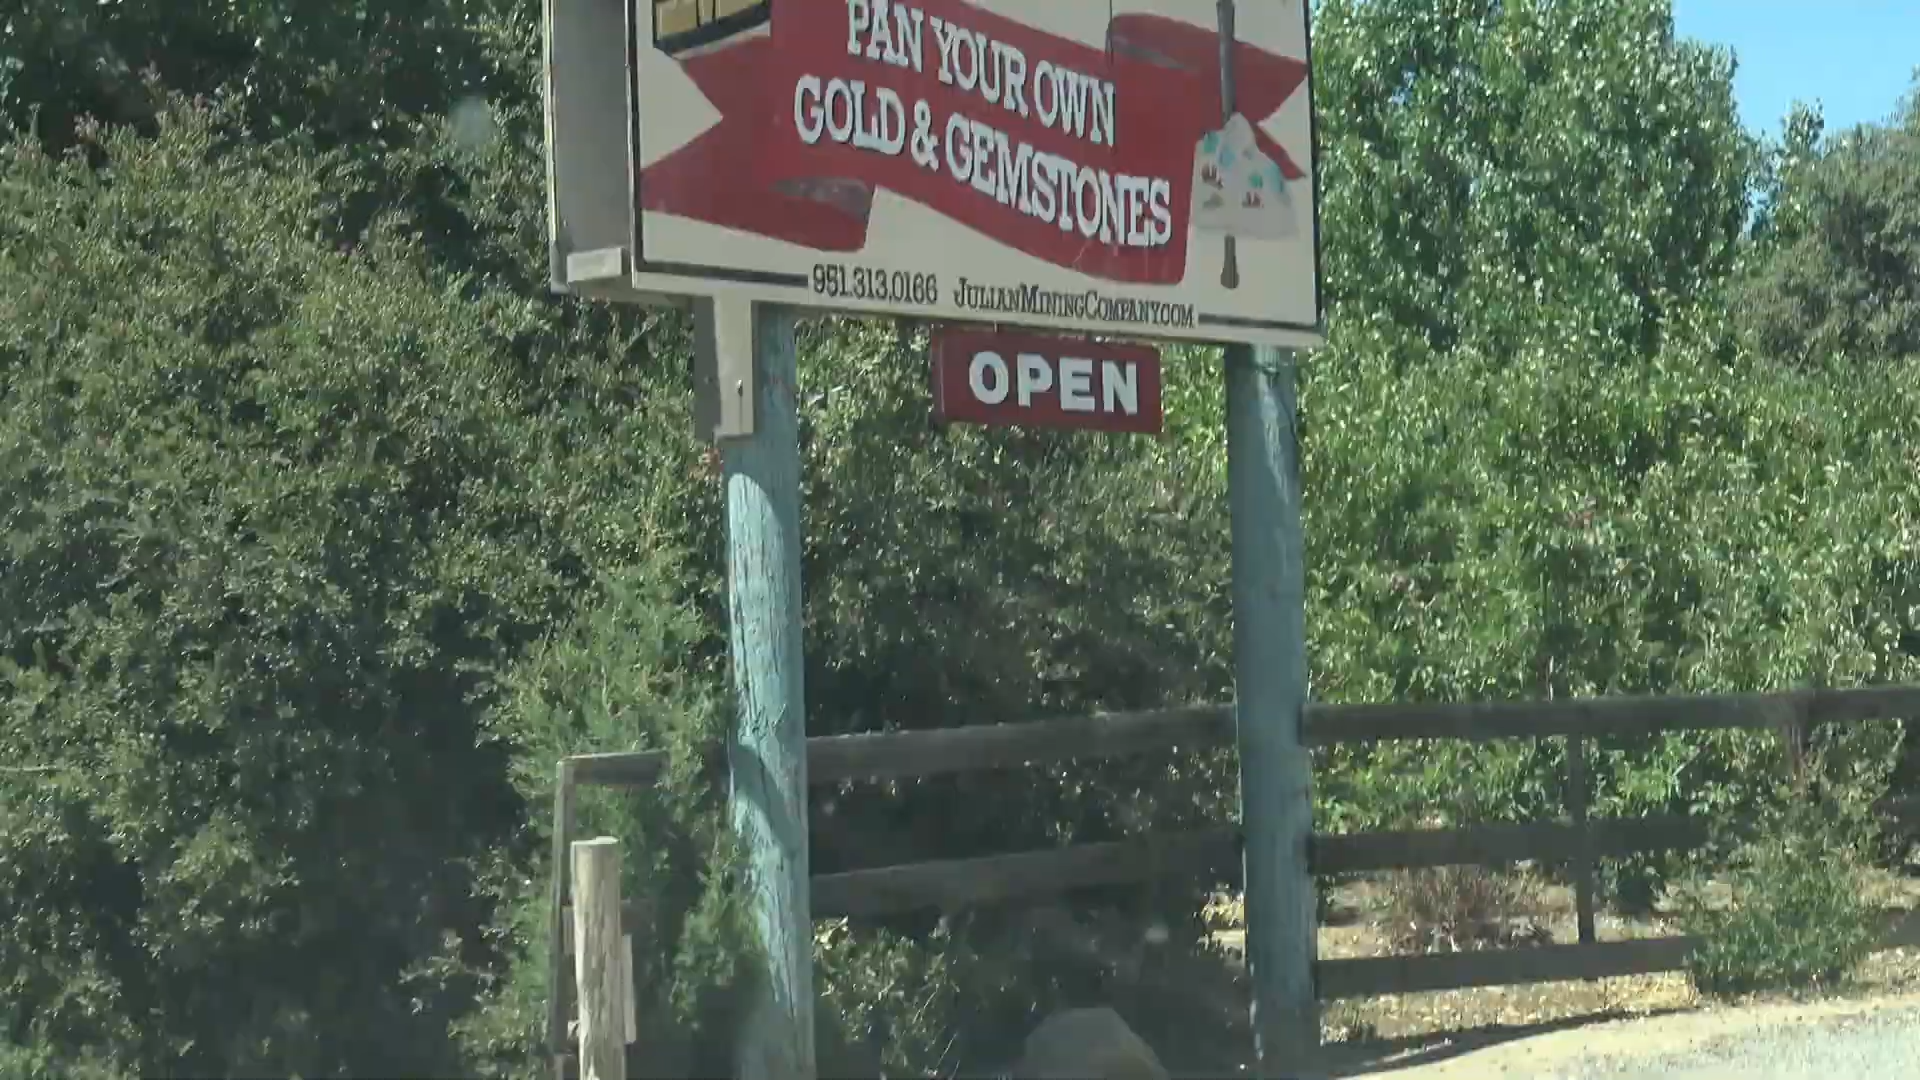 PAN YOUR OWN
GOLD & GEMSTONES
951.313.0166 JULIANMININGCOMPANY.COM
OPEN